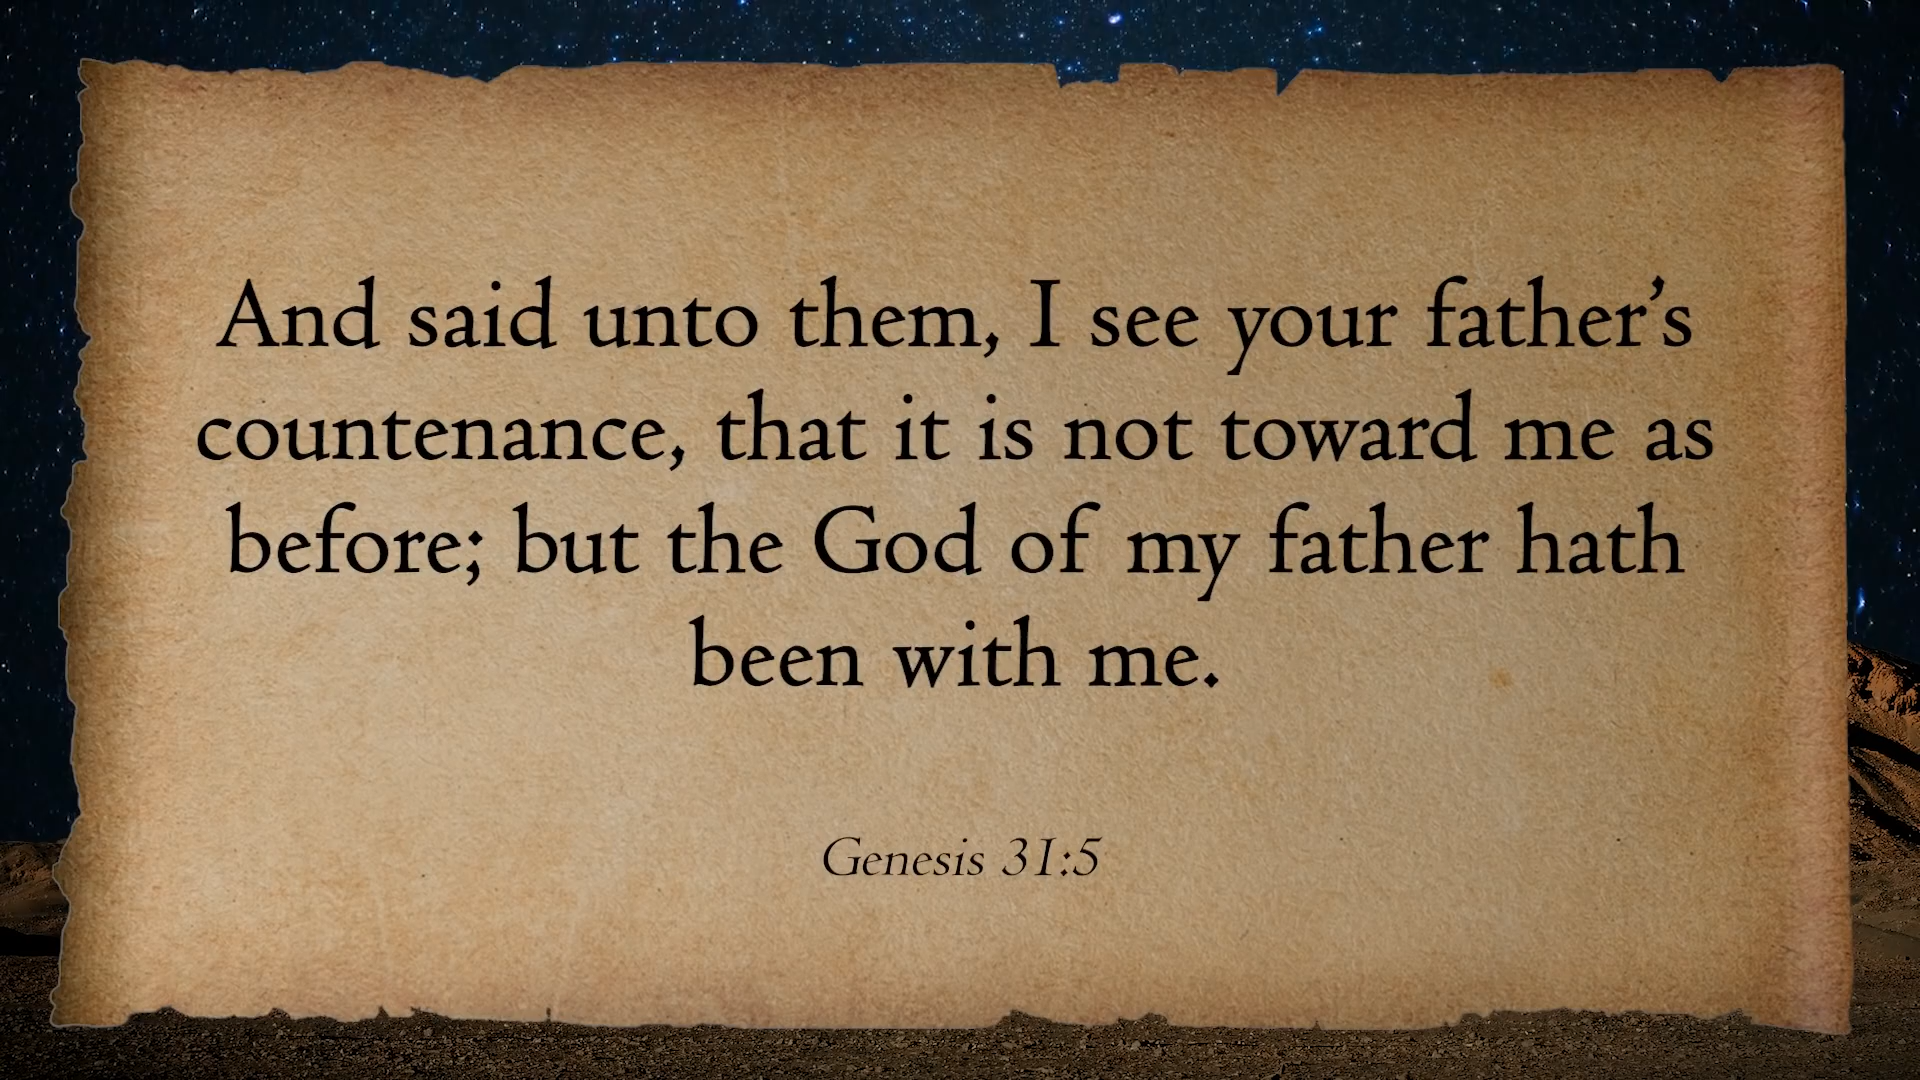 And said unto them, I see your father’s
countenance, that it is not toward me as
before; but the God of my father hath
been with me.
Genesis 31:5